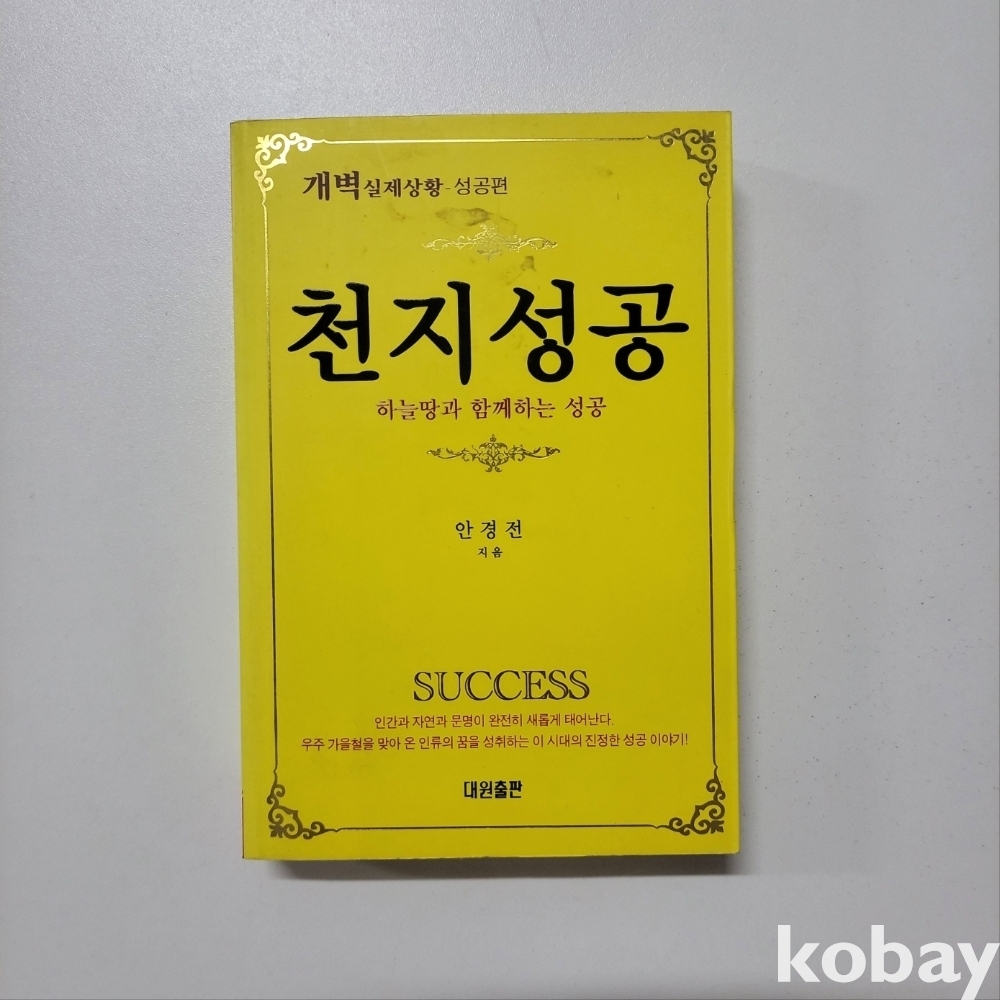 개벽실제상황-성공편
천지성공
하늘땅과 함께하는 성공
안경전
지음
SUCCESS
인간과 자연과 문명이 완전히 새롭게 태어난다.
우주 가을철을 맞아 온 인류의 꿈을 성취하는 이 시대의 진정한 성공 이야기!
대원출판
kobay